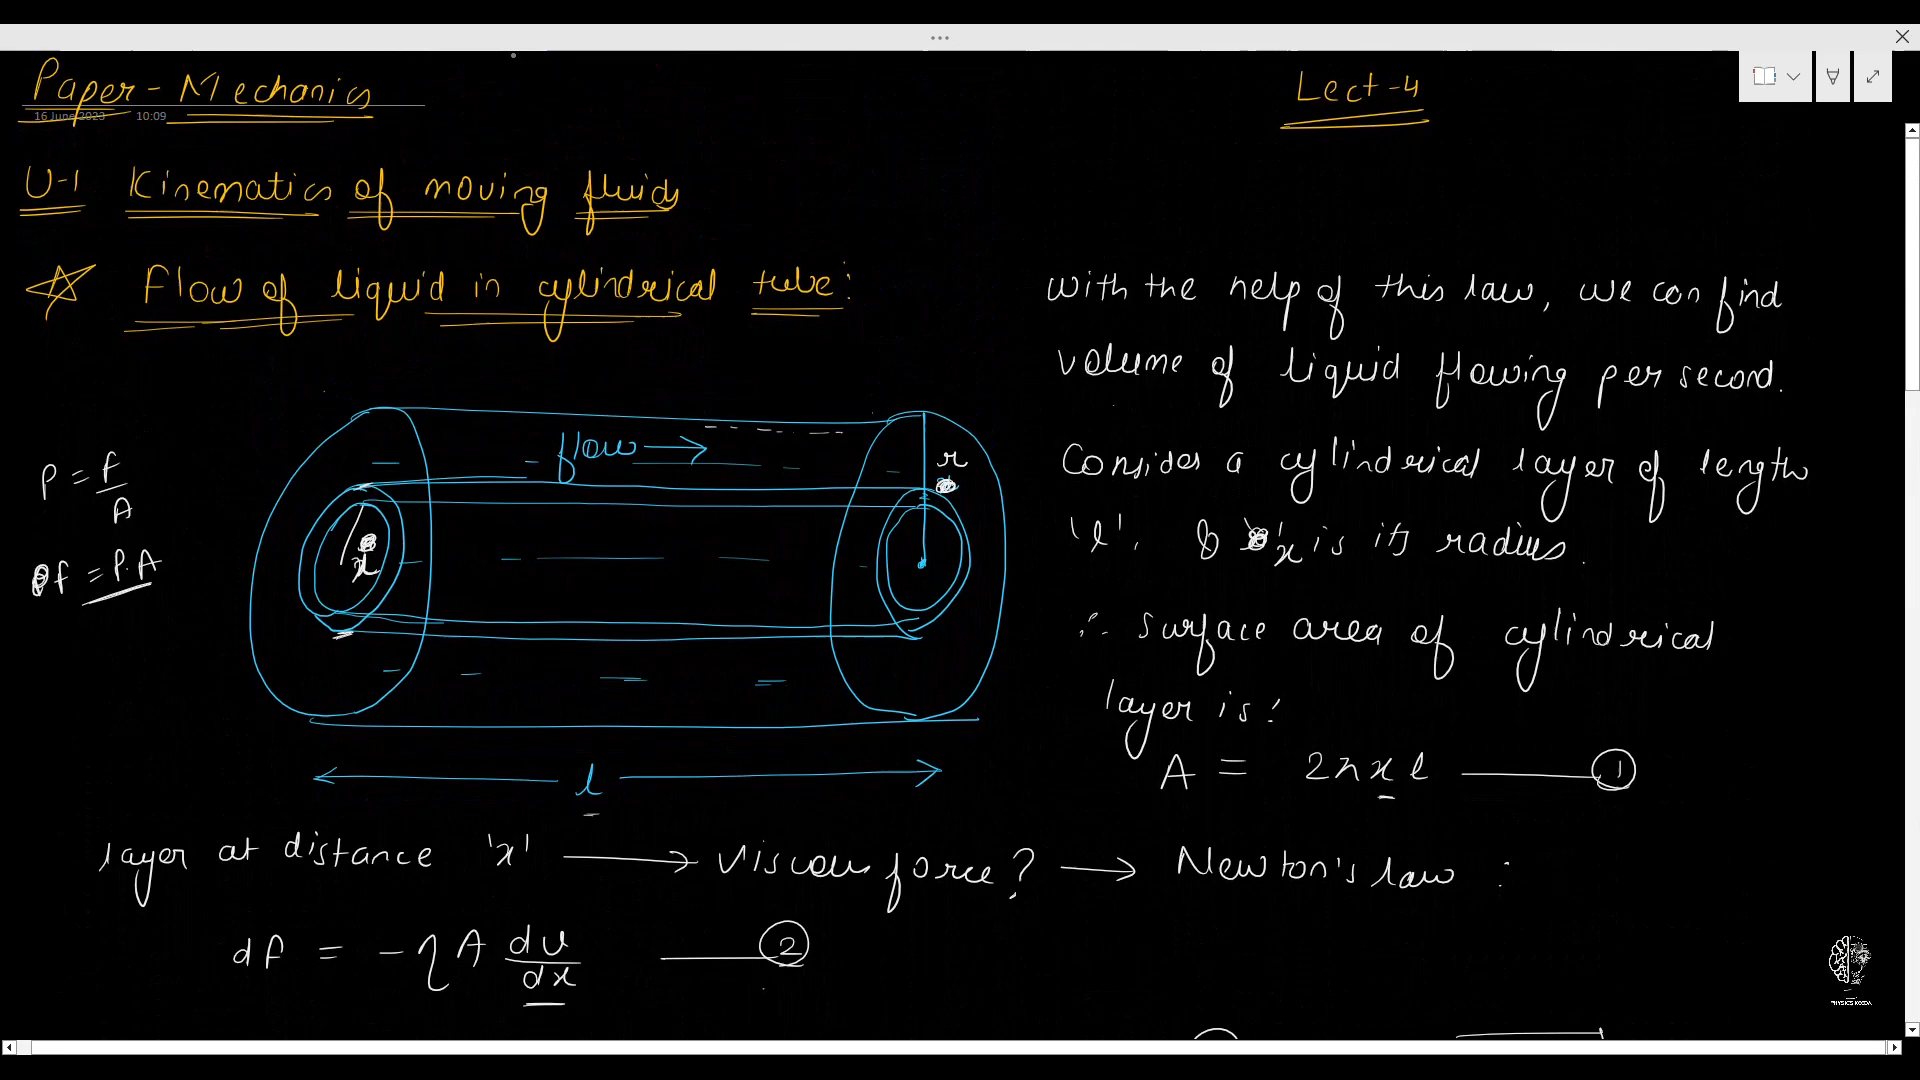 Paper - Mechanics
Lect-4
16 June 2023 10:09
U-1 Kinematics of moving fluids
Flow of liquid in cylindrical tube:
with the help of this law, we can find
volume of liquid flowing per second.
flow
r
P = F/A
F = P.A
x
l
Consider a cylindrical layer of length
'l', & 'x' is its radius.
∴ surface area of cylindrical
layer is:
A = 2πxl ——— 1
layer at distance 'x' ⟶ viscous force? ⟶ Newton's law :
dF = -ηA dv/dx ——— 2
PHYSICS KOCDA